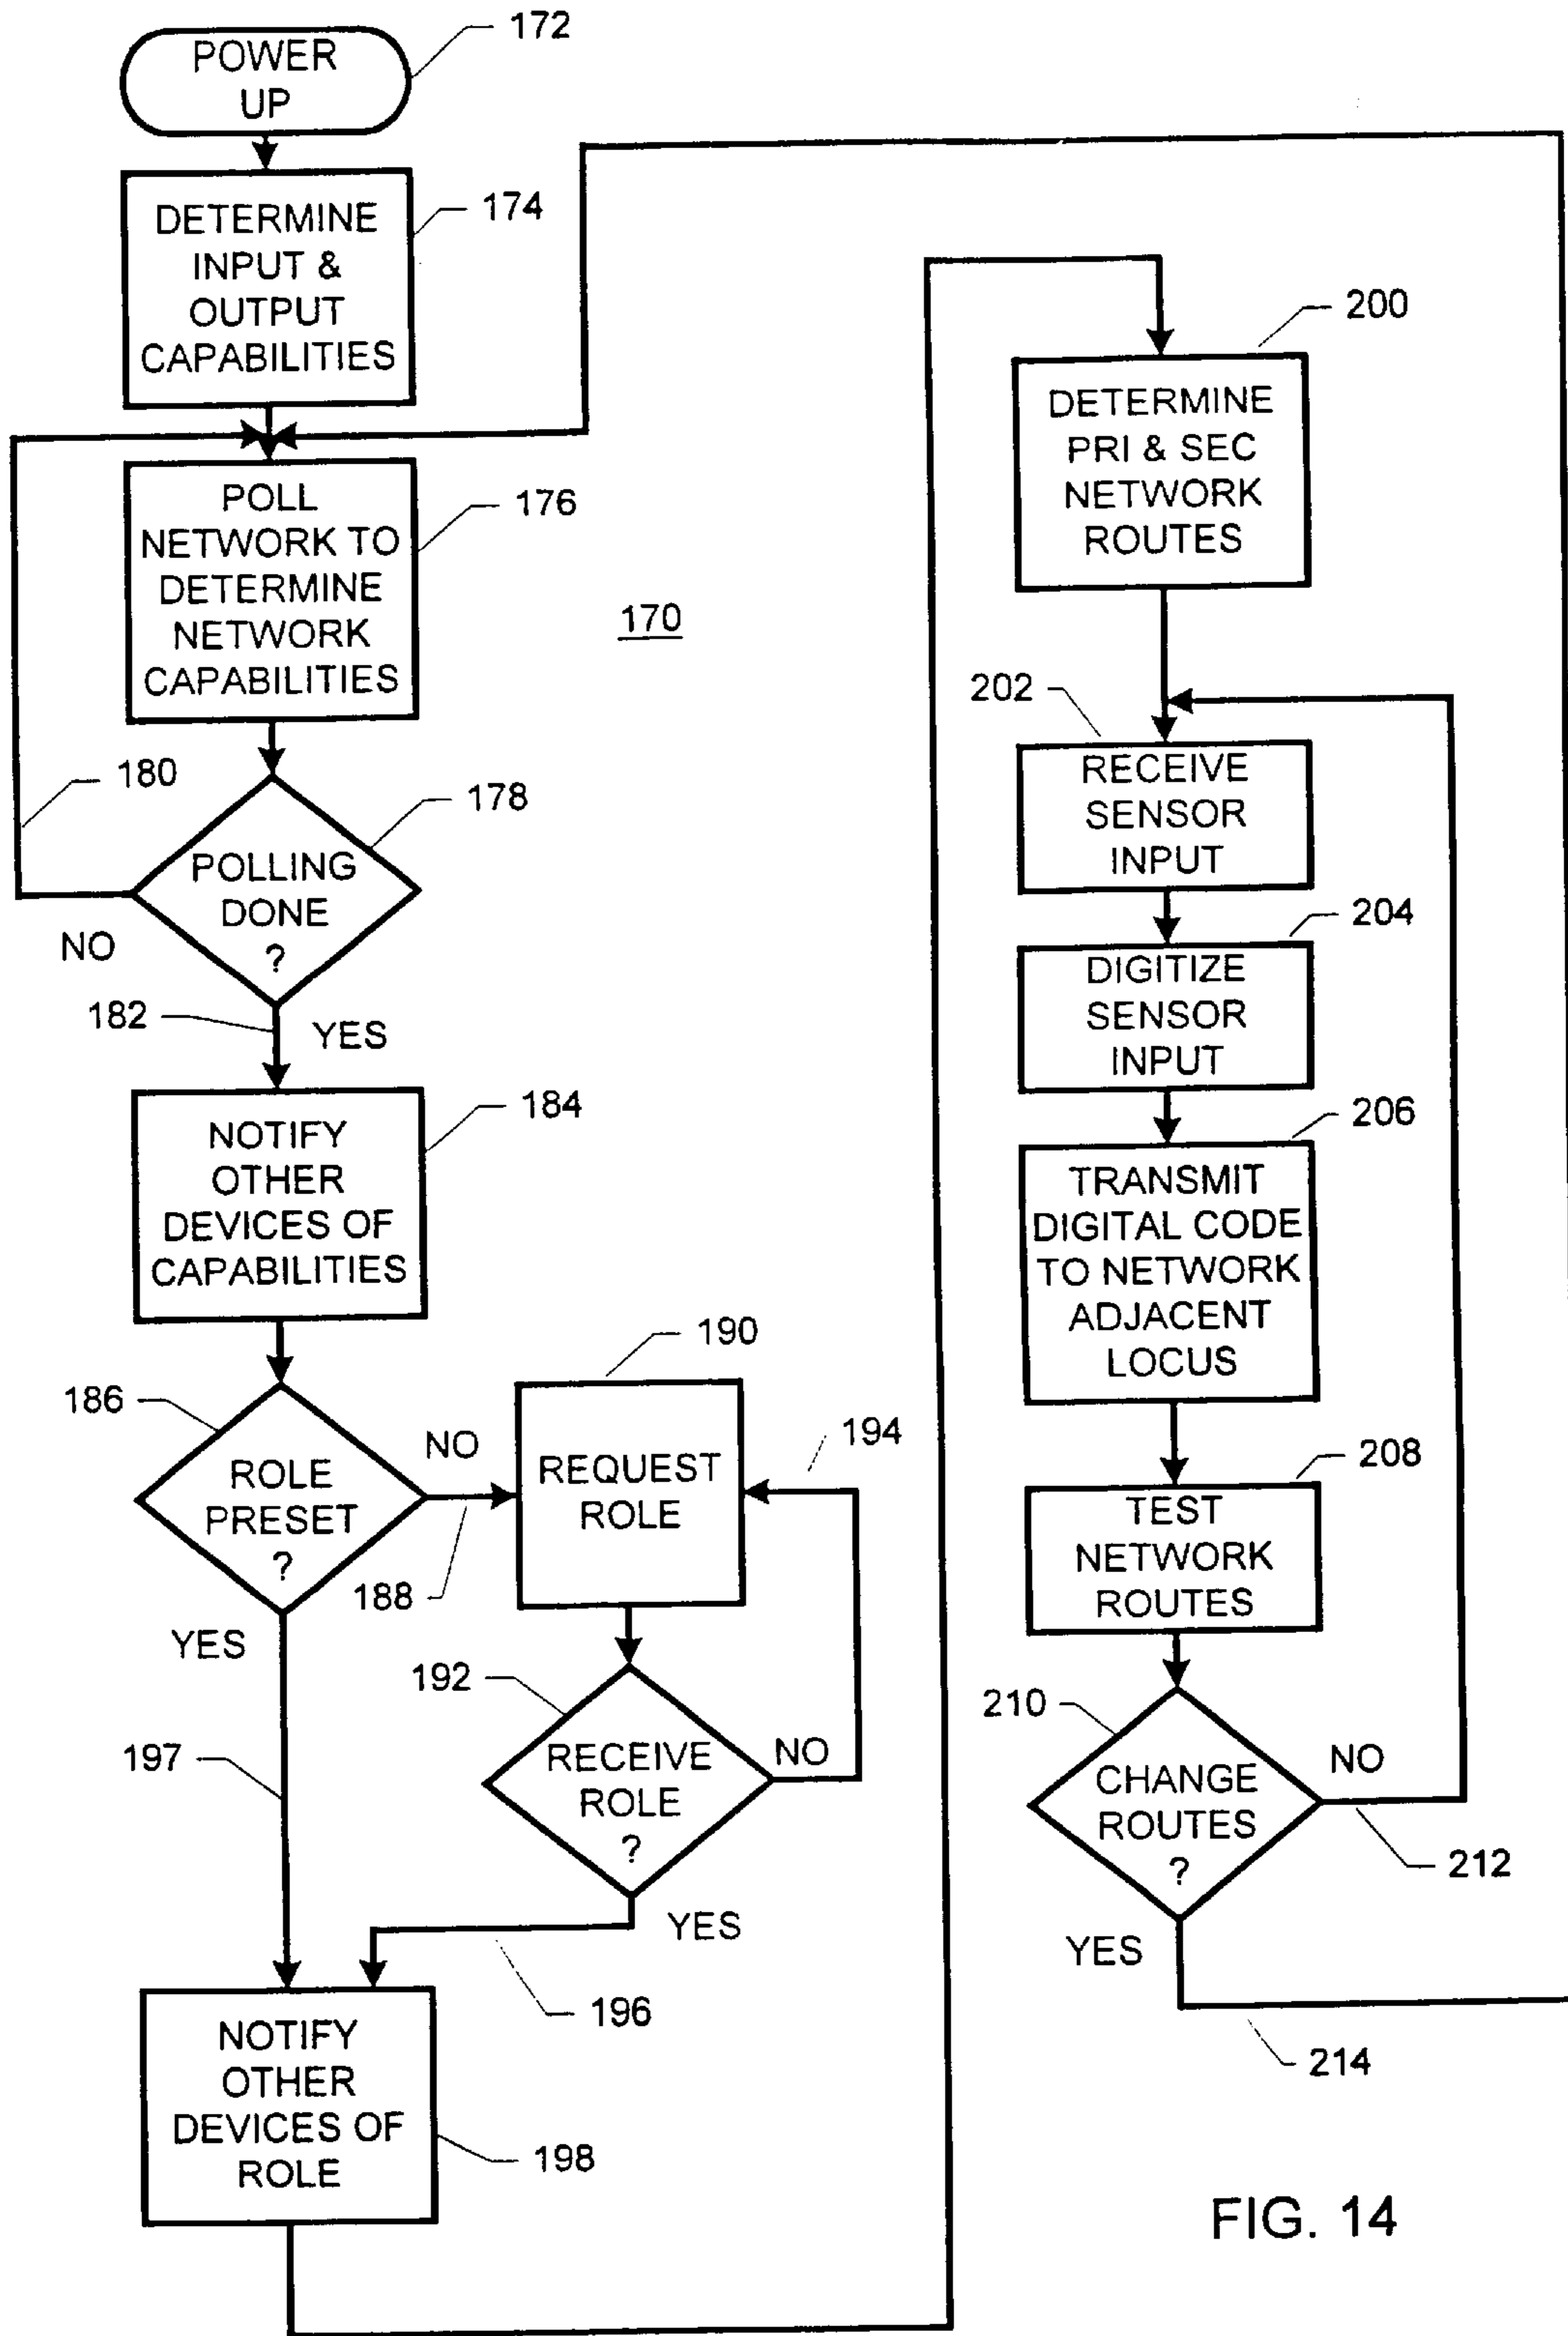 POWER
UP
172
DETERMINE
INPUT &
OUTPUT
CAPABILITIES
174
POLL
NETWORK TO
DETERMINE
NETWORK
CAPABILITIES
176
170
180
POLLING
DONE
?
178
NO
182
YES
NOTIFY
OTHER
DEVICES OF
CAPABILITIES
184
186
ROLE
PRESET
?
NO
188
YES
190
REQUEST
ROLE
194
192
RECEIVE
ROLE
?
NO
YES
196
197
NOTIFY
OTHER
DEVICES OF
ROLE
198
200
DETERMINE
PRI & SEC
NETWORK
ROUTES
202
RECEIVE
SENSOR
INPUT
204
DIGITIZE
SENSOR
INPUT
206
TRANSMIT
DIGITAL CODE
TO NETWORK
ADJACENT
LOCUS
208
TEST
NETWORK
ROUTES
210
CHANGE
ROUTES
?
NO
212
YES
214
FIG. 14